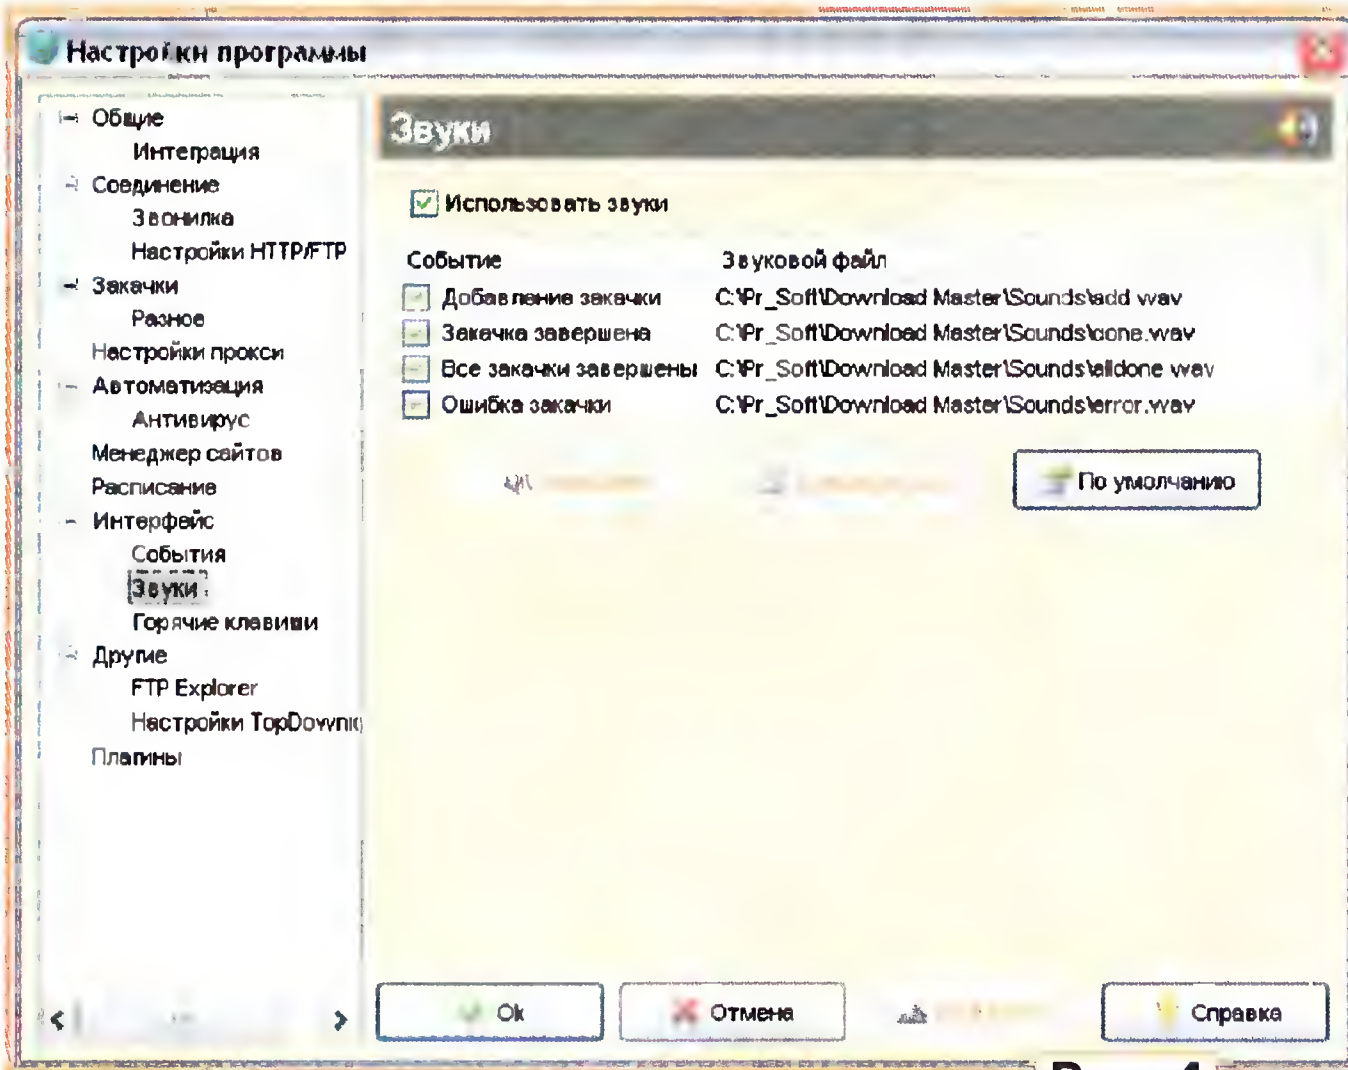 Настройки программы
Общие
Интеграция
Соединение
Звонилка
Настройки HTTP/FTP
Закачки
Разное
Настройки прокси
Автоматизация
Антивирус
Менеджер сайтов
Расписание
Интерфейс
События
Звуки
Горячие клавиши
Другие
FTP Explorer
Настройки TopDownlo
Плагины
Звуки
Использовать звуки
Событие Звуковой файл
Добавление закачки C:\Pr_Soft\Download Master\Sounds\add.wav
Закачка завершена C:\Pr_Soft\Download Master\Sounds\done.wav
Все закачки завершены C:\Pr_Soft\Download Master\Sounds\alldone.wav
Ошибка закачки C:\Pr_Soft\Download Master\Sounds\error.wav
По умолчанию
Ok Отмена Справка